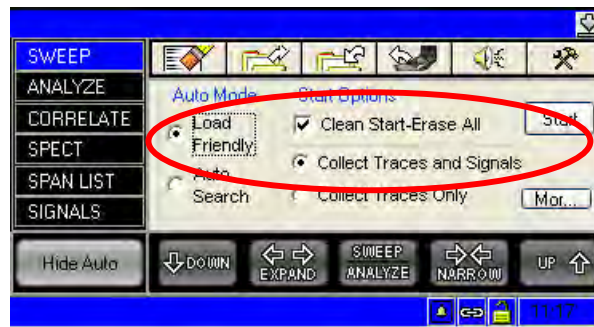 SWEEP
ANALYZE
CORRELATE
SPECT
SPAN LIST
SIGNALS
Hide Auto
Auto Mode
Load
Friendly
Auto
Search
Start Options
Clean Start-Erase All
Collect Traces and Signals
Collect Traces Only
Start
Mor...
DOWN
EXPAND
SWEEP
ANALYZE
NARROW
UP
11:17